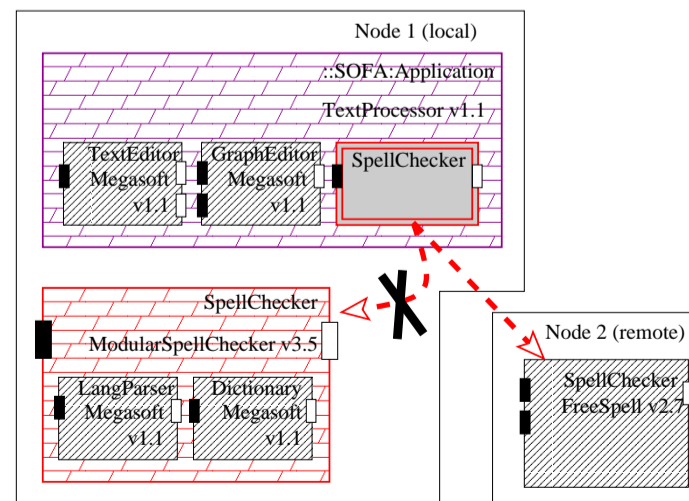 Node 1 (local)
::SOFA:Application
TextProcessor v1.1
TextEditor
Megasoft
v1.1
GraphEditor
Megasoft
v1.1
SpellChecker
SpellChecker
ModularSpellChecker v3.5
LangParser
Megasoft
v1.1
Dictionary
Megasoft
v1.1
Node 2 (remote)
SpellChecker
FreeSpell v2.7